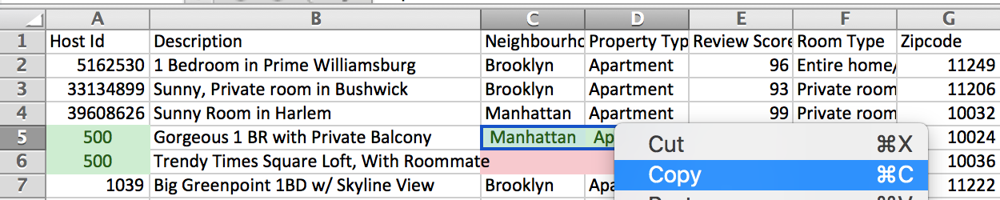 A B C D E F G
1 Host Id Description Neighbourho Property Typ Review Score Room Type Zipcode
2 5162530 1 Bedroom in Prime Williamsburg Brooklyn Apartment 96 Entire home/ 11249
3 33134899 Sunny, Private room in Bushwick Brooklyn Apartment 93 Private room 11206
4 39608626 Sunny Room in Harlem Manhattan Apartment 99 Private room 10032
5 500 Gorgeous 1 BR with Private Balcony Manhattan Ap 10024
Cut ⌘X
6 500 Trendy Times Square Loft, With Roommate 10036
Copy ⌘C
7 1039 Big Greenpoint 1BD w/ Skyline View Brooklyn 11222